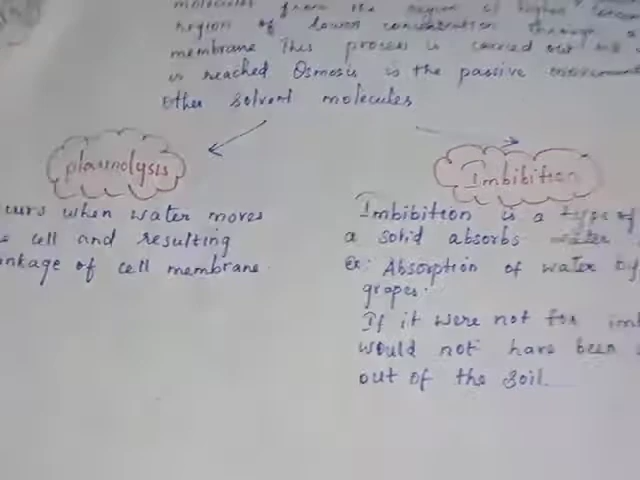 molecules from the region of higher
region of lower concentration through a
membrane This process is carried out
is reached Osmosis is the passive movement
other solvent molecules
plasmolysis
Imbibition
curs when water moves
cell and resulting
nkage of cell membrane.
Imbibition is a type of
a solid absorbs water
Ex: Absorption of water by
grapes.
If it were not for imb
would not have been
out of the soil.